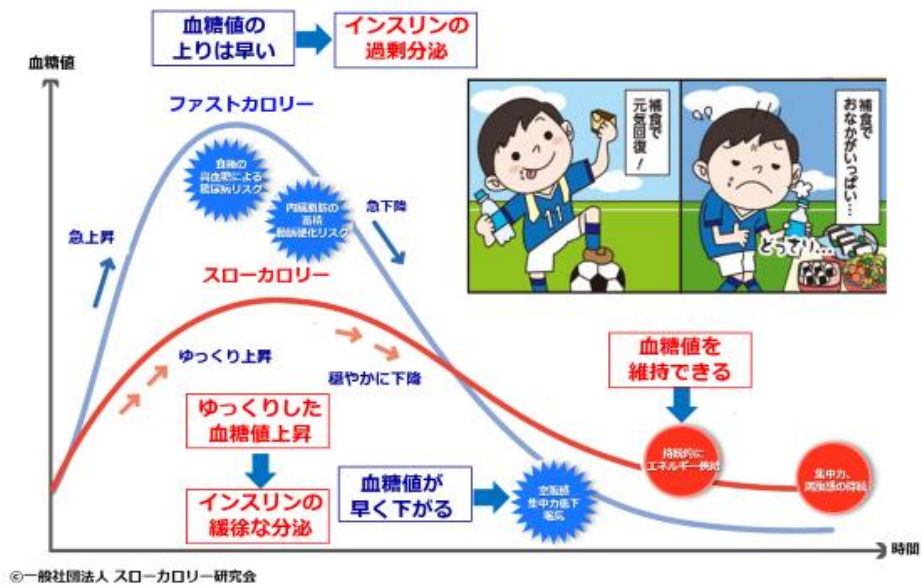 血糖値の
上りは早い
インスリンの
過剰分泌
血糖値
ファストカロリー
食後の
高血糖による
糖尿病リスク
内臓脂肪の
蓄積
動脈硬化リスク
急下降
急上昇
補食で
元気回復!
補食で
おなかがいっぱい…
どっさり…
11
スローカロリー
ゆっくり上昇
穏やかに下降
血糖値を
維持できる
ゆっくりした
血糖値上昇
インスリンの
緩徐な分泌
血糖値が
早く下がる
空腹感
集中力低下
眠気
持続的に
エネルギー供給
集中力、
満腹感の持続
時間
©一般社団法人 スローカロリー研究会